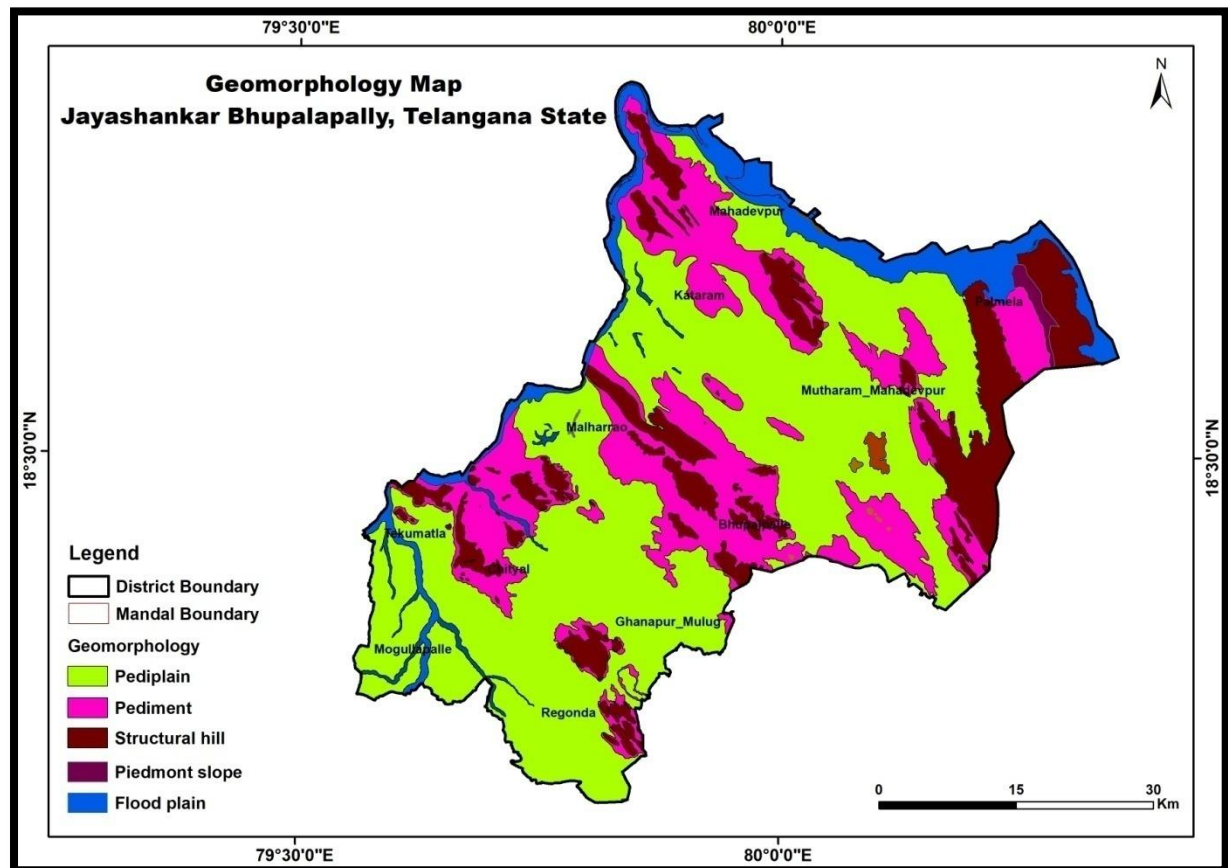 79°30'0"E
80°0'0"E
Geomorphology Map
Jayashankar Bhupalapally, Telangana State
N
Mahadevpur
Kataram
Palmela
Mutharam_Mahadevpur
18°30'0"N
18°30'0"N
Malharrao
Bhupalpalle
Tekumatla
Ghanapur_Mulug
Mogullapalle
Regonda
Legend
District Boundary
Mandal Boundary
Geomorphology
Pediplain
Pediment
Structural hill
Piedmont slope
Flood plain
0 15 30
Km
79°30'0"E
80°0'0"E